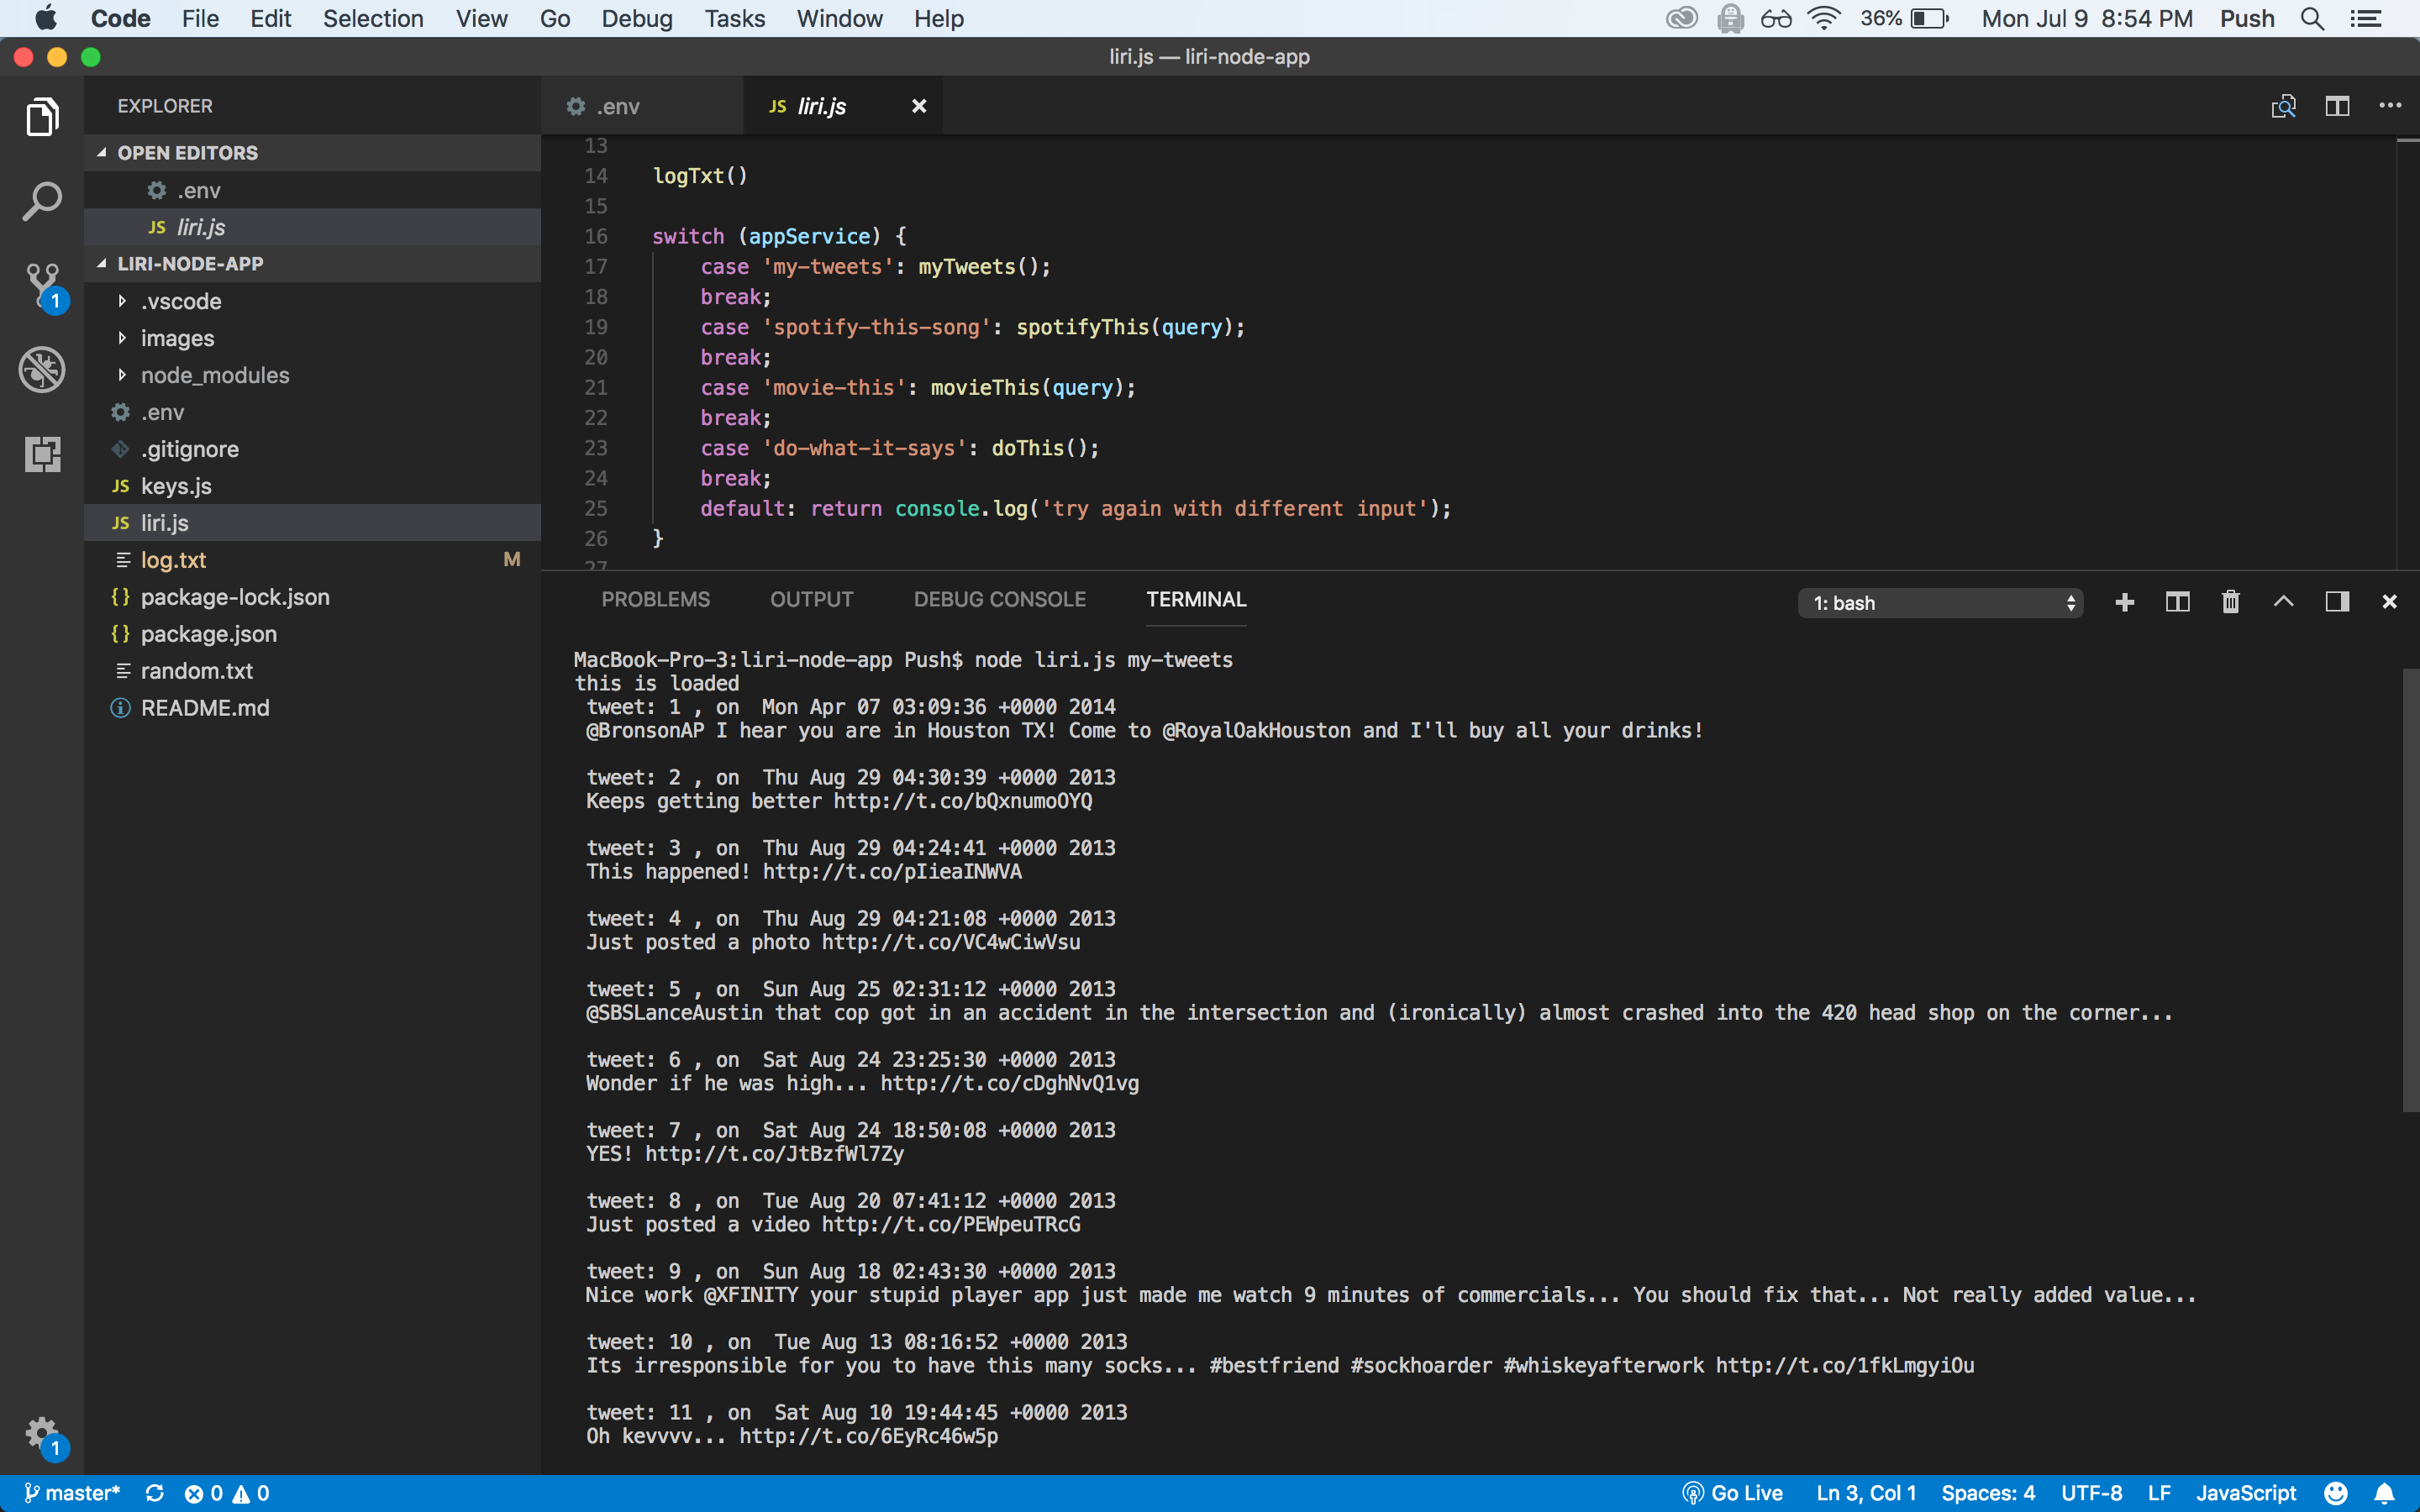 Code File Edit Selection View Go Debug Tasks Window Help 36% Mon Jul 9 8:54 PM Push
liri.js — liri-node-app
EXPLORER
OPEN EDITORS
.env
JS liri.js
LIRI-NODE-APP
.vscode
images
node_modules
.env
.gitignore
JS keys.js
JS liri.js
log.txt M
{} package-lock.json
{} package.json
random.txt
README.md
1
1
.env JS liri.js
13
14 logTxt()
15
16 switch (appService) {
17 case 'my-tweets': myTweets();
18 break;
19 case 'spotify-this-song': spotifyThis(query);
20 break;
21 case 'movie-this': movieThis(query);
22 break;
23 case 'do-what-it-says': doThis();
24 break;
25 default: return console.log('try again with different input');
26 }
27
PROBLEMS OUTPUT DEBUG CONSOLE TERMINAL 1: bash
MacBook-Pro-3:liri-node-app Push$ node liri.js my-tweets
this is loaded
tweet: 1 , on  Mon Apr 07 03:09:36 +0000 2014
@BronsonAP I hear you are in Houston TX! Come to @RoyalOakHouston and I'll buy all your drinks!
tweet: 2 , on  Thu Aug 29 04:30:39 +0000 2013
Keeps getting better http://t.co/bQxnumoOYQ
tweet: 3 , on  Thu Aug 29 04:24:41 +0000 2013
This happened! http://t.co/pIieaINWVA
tweet: 4 , on  Thu Aug 29 04:21:08 +0000 2013
Just posted a photo http://t.co/VC4wCiwVsu
tweet: 5 , on  Sun Aug 25 02:31:12 +0000 2013
@SBSLanceAustin that cop got in an accident in the intersection and (ironically) almost crashed into the 420 head shop on the corner...
tweet: 6 , on  Sat Aug 24 23:25:30 +0000 2013
Wonder if he was high... http://t.co/cDghNvQ1vg
tweet: 7 , on  Sat Aug 24 18:50:08 +0000 2013
YES! http://t.co/JtBzfWl7Zy
tweet: 8 , on  Tue Aug 20 07:41:12 +0000 2013
Just posted a video http://t.co/PEWpeuTRcG
tweet: 9 , on  Sun Aug 18 02:43:30 +0000 2013
Nice work @XFINITY your stupid player app just made me watch 9 minutes of commercials... You should fix that... Not really added value...
tweet: 10 , on  Tue Aug 13 08:16:52 +0000 2013
Its irresponsible for you to have this many socks... #bestfriend #sockhoarder #whiskeyafterwork http://t.co/1fkLmgyiOu
tweet: 11 , on  Sat Aug 10 19:44:45 +0000 2013
Oh kevvvv... http://t.co/6EyRc46w5p
master* 0 0 Go Live Ln 3, Col 1 Spaces: 4 UTF-8 LF JavaScript